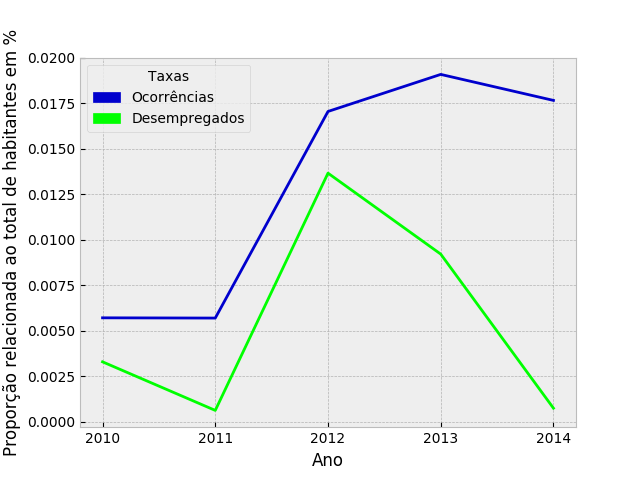 Proporção relacionada ao total de habitantes em %
0.0200
0.0175
0.0150
0.0125
0.0100
0.0075
0.0050
0.0025
0.0000
Taxas
Ocorrências
Desempregados
2010 2011 2012 2013 2014
Ano